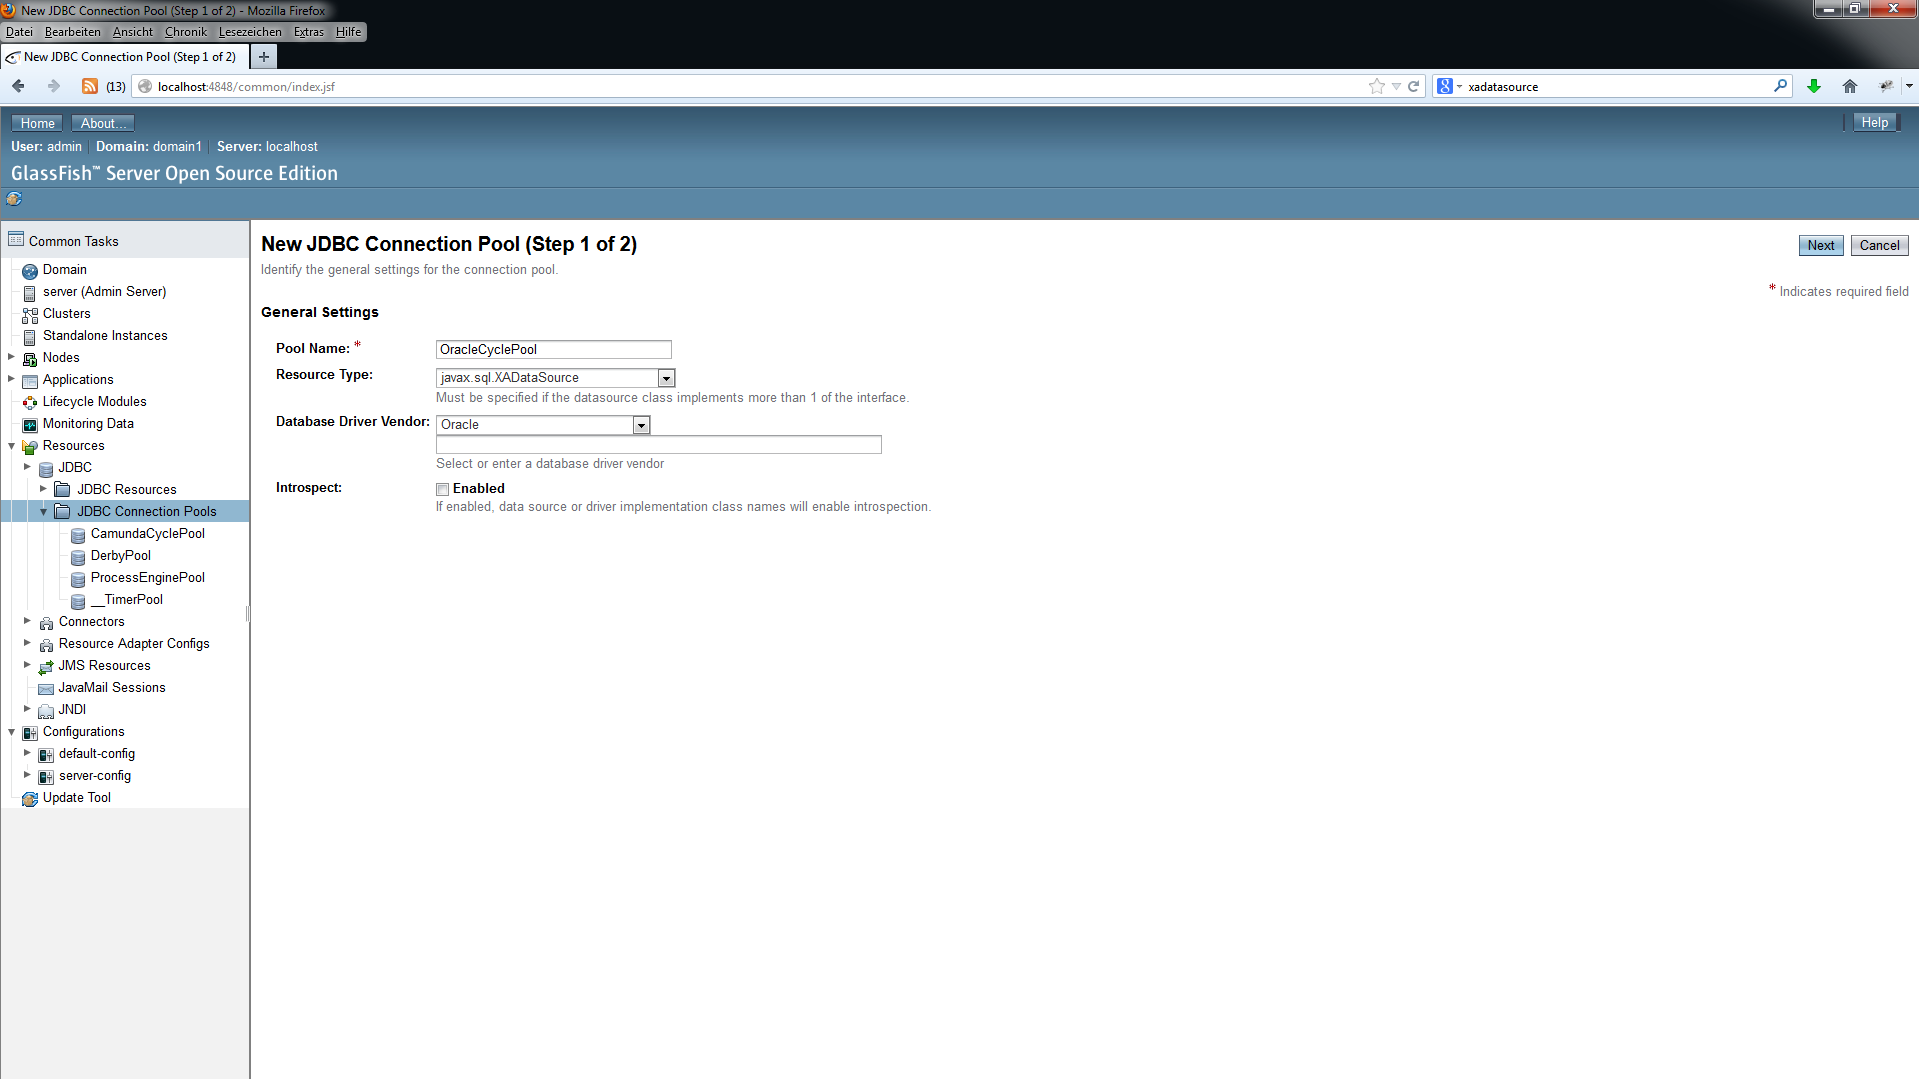 New JDBC Connection Pool (Step 1 of 2) - Mozilla Firefox
Datei Bearbeiten Ansicht Chronik Lesezeichen Extras Hilfe
New JDBC Connection Pool (Step 1 of 2)
(13) localhost:4848/common/index.jsf xadatasource
Home About... Help
User: admin Domain: domain1 Server: localhost
GlassFish™ Server Open Source Edition
Common Tasks
Domain
server (Admin Server)
Clusters
Standalone Instances
Nodes
Applications
Lifecycle Modules
Monitoring Data
Resources
JDBC
JDBC Resources
JDBC Connection Pools
CamundaCyclePool
DerbyPool
ProcessEnginePool
__TimerPool
Connectors
Resource Adapter Configs
JMS Resources
JavaMail Sessions
JNDI
Configurations
default-config
server-config
Update Tool
New JDBC Connection Pool (Step 1 of 2)
Next Cancel
Identify the general settings for the connection pool.
* Indicates required field
General Settings
Pool Name: * OracleCyclePool
Resource Type: javax.sql.XADataSource
Must be specified if the datasource class implements more than 1 of the interface.
Database Driver Vendor: Oracle
Select or enter a database driver vendor
Introspect: Enabled
If enabled, data source or driver implementation class names will enable introspection.